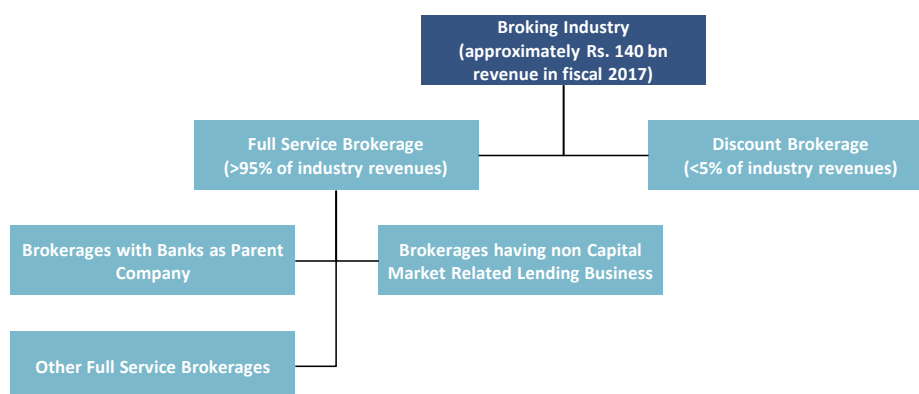 Broking Industry
(approximately Rs. 140 bn
revenue in fiscal 2017)
Full Service Brokerage
(>95% of industry revenues)
Discount Brokerage
(<5% of industry revenues)
Brokerages with Banks as Parent
Company
Brokerages having non Capital
Market Related Lending Business
Other Full Service Brokerages